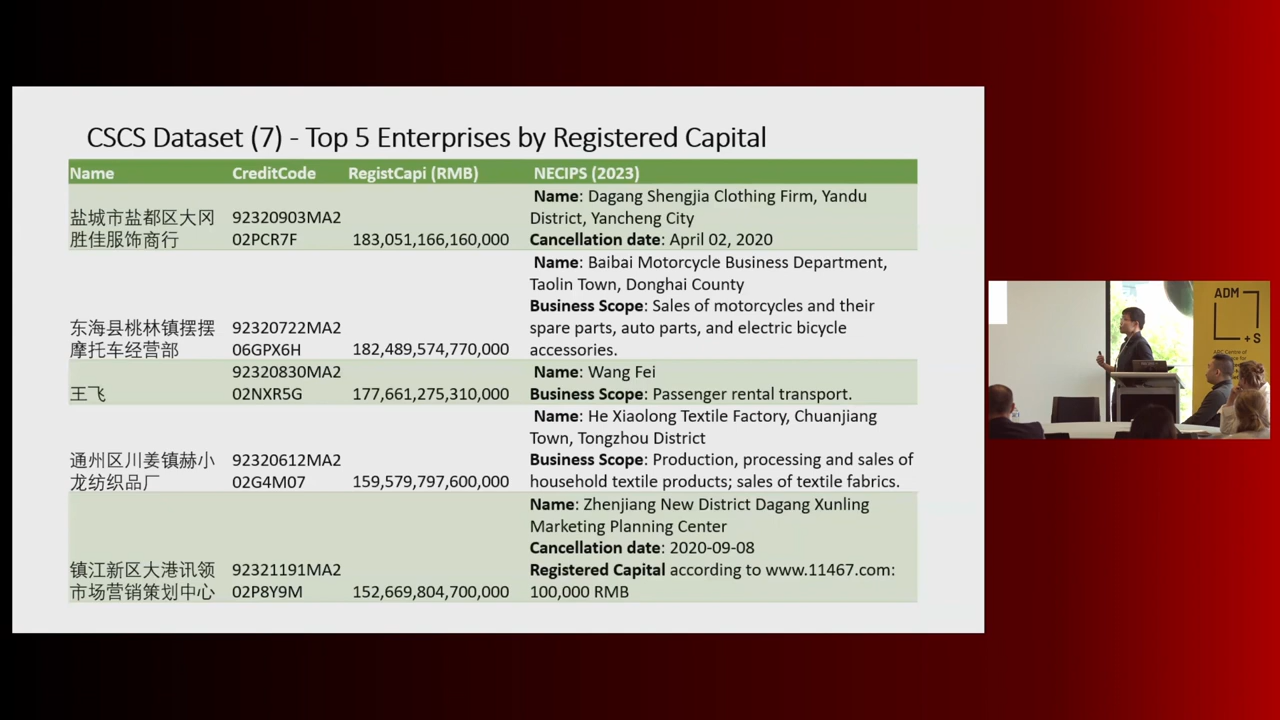 CSCS Dataset (7) - Top 5 Enterprises by Registered Capital
Name CreditCode RegistCapi (RMB) NECIPS (2023)
盐城市盐都区大冈
胜佳服饰商行
92320903MA2
02PCR7F
183,051,166,160,000
Name: Dagang Shengjia Clothing Firm, Yandu
District, Yancheng City
Cancellation date: April 02, 2020
东海县桃林镇摆摆
摩托车经营部
92320722MA2
06GPX6H
182,489,574,770,000
Name: Baibai Motorcycle Business Department,
Taolin Town, Donghai County
Business Scope: Sales of motorcycles and their
spare parts, auto parts, and electric bicycle
accessories.
王飞
92320830MA2
02NXR5G
177,661,275,310,000
Name: Wang Fei
Business Scope: Passenger rental transport.
通州区川姜镇赫小
龙纺织品厂
92320612MA2
02G4M07
159,579,797,600,000
Name: He Xiaolong Textile Factory, Chuanjiang
Town, Tongzhou District
Business Scope: Production, processing and sales of
household textile products; sales of textile fabrics.
镇江新区大港讯领
市场营销策划中心
92321191MA2
02P8Y9M
152,669,804,700,000
Name: Zhenjiang New District Dagang Xunling
Marketing Planning Center
Cancellation date: 2020-09-08
Registered Capital according to www.11467.com:
100,000 RMB
ADM
+S